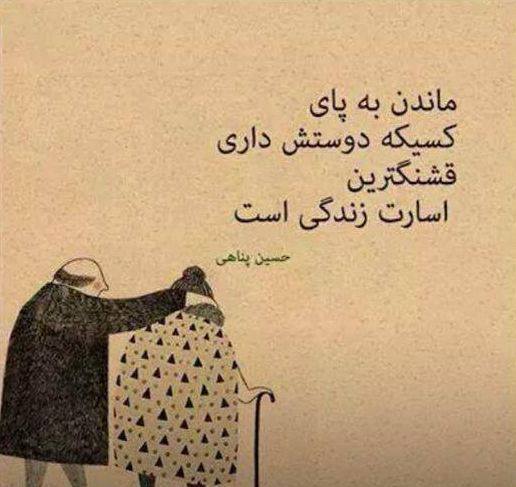 ماندن به پای
کسیکه دوستش داری
قشنگترین
اسارت زندگی است
حسین پناهی